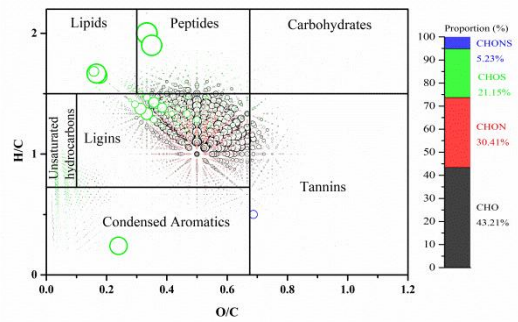 Lipids
Peptides
Carbohydrates
Unsaturated
hydrocarbons
Ligins
Tannins
Condensed Aromatics
H/C
0
1
2
0.0
0.2
0.4
0.6
0.8
1.0
1.2
O/C
Proportion (%)
100
90
80
70
60
50
40
30
20
10
0
CHONS
5.23%
CHOS
21.15%
CHON
30.41%
CHO
43.21%